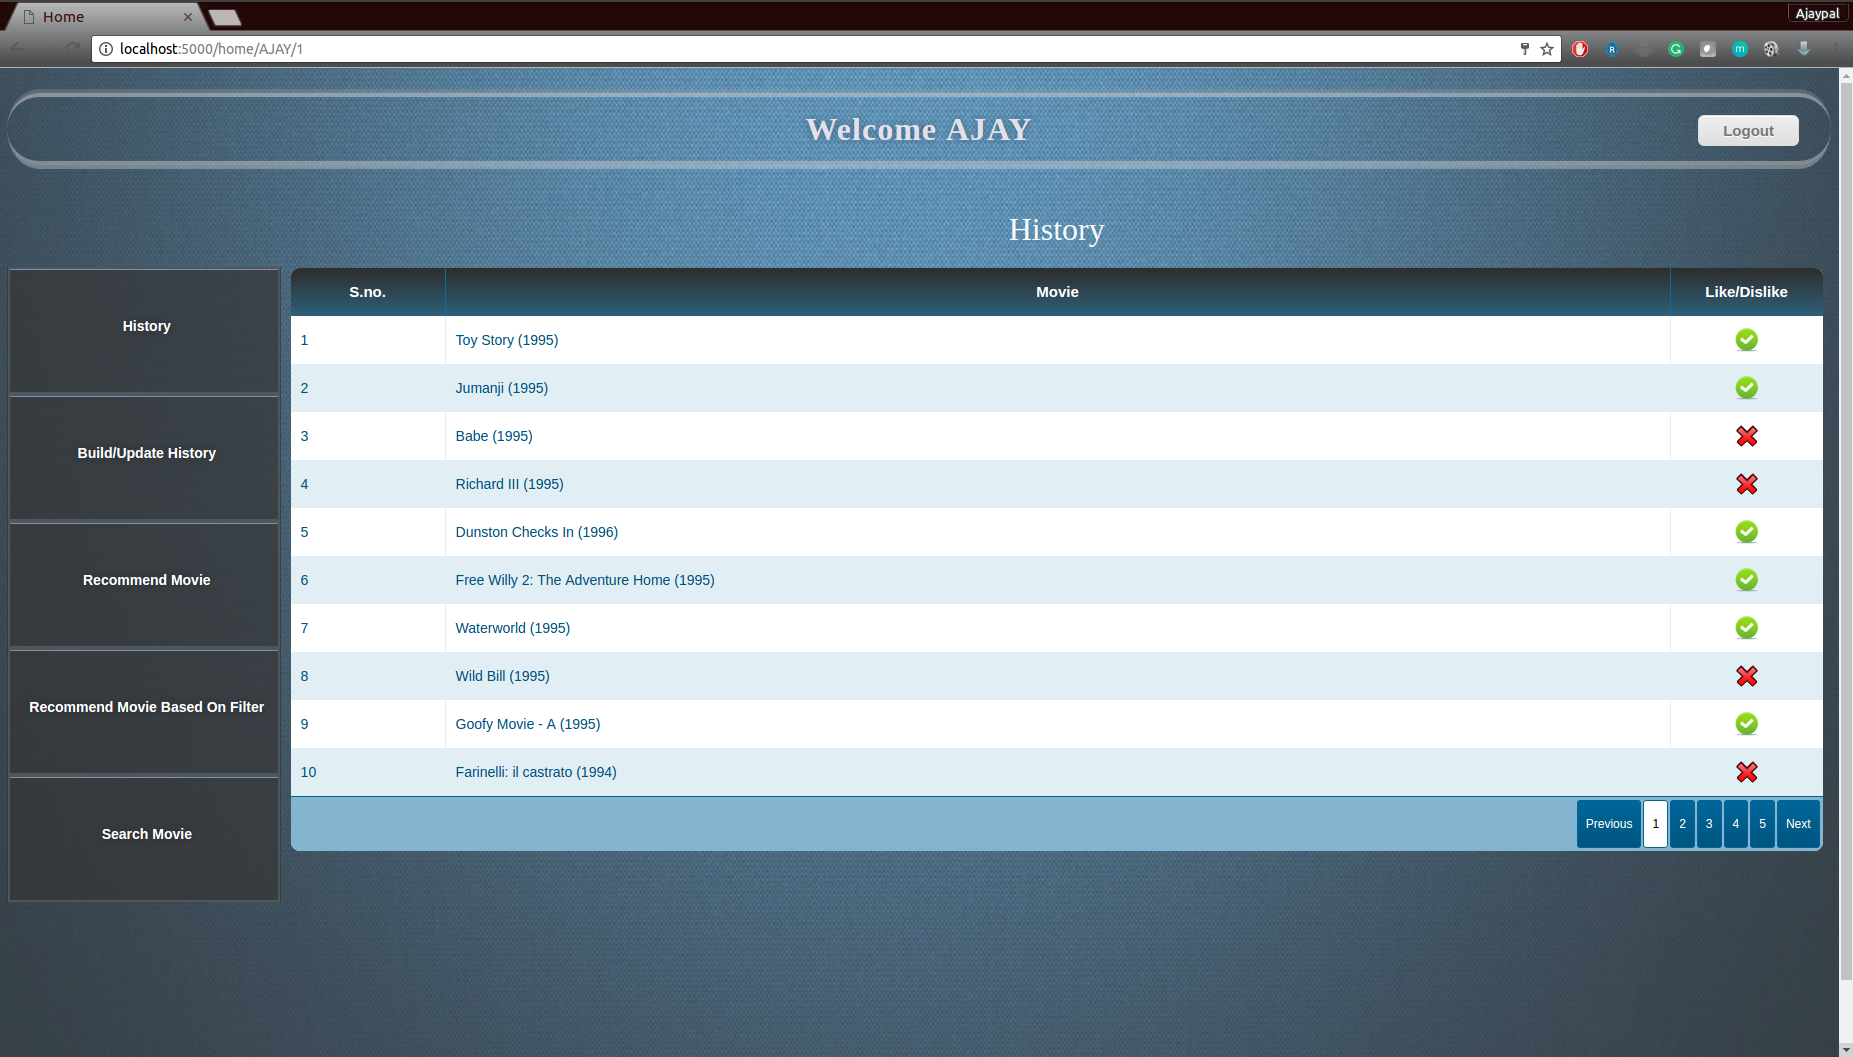 Home
Ajaypal
localhost:5000/home/AJAY/1
Welcome AJAY
Logout
History
History
Build/Update History
Recommend Movie
Recommend Movie Based On Filter
Search Movie
S.no. Movie Like/Dislike
1 Toy Story (1995)
2 Jumanji (1995)
3 Babe (1995)
4 Richard III (1995)
5 Dunston Checks In (1996)
6 Free Willy 2: The Adventure Home (1995)
7 Waterworld (1995)
8 Wild Bill (1995)
9 Goofy Movie - A (1995)
10 Farinelli: il castrato (1994)
Previous 1 2 3 4 5 Next